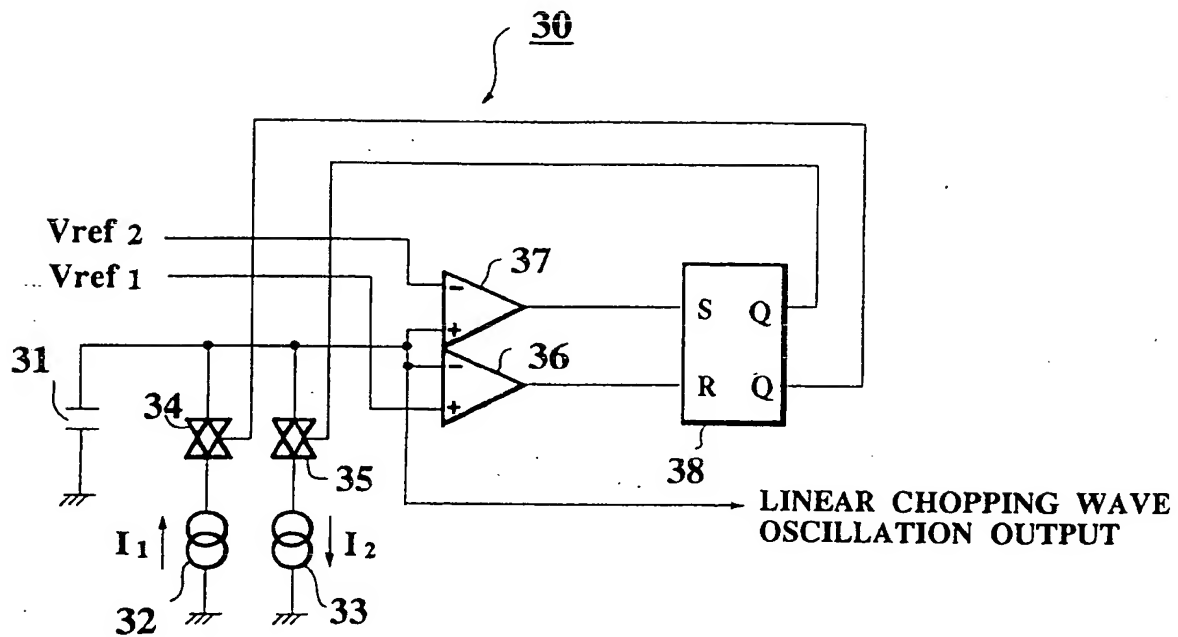 30
Vref 2
Vref 1
37
36
31
34
35
− + − +
S Q
R Q
38
I₁
I₂
32
33
LINEAR CHOPPING WAVE
OSCILLATION OUTPUT